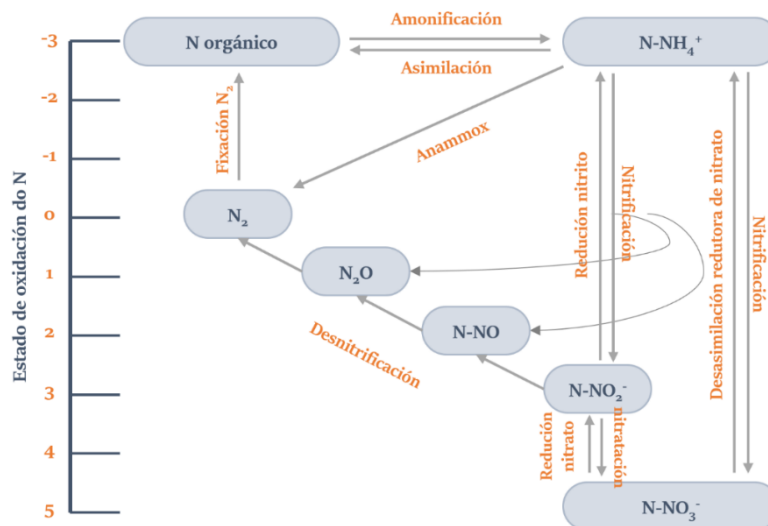 Estado de oxidación do N
-3
-2
-1
0
1
2
3
4
5
N orgánico
Amonificación
Asimilación
N-NH₄⁺
Fixación N₂
Anammox
Redución nitrito
Nitrificación
Desasimilación redutora de nitrato
Nitrificación
N₂
N₂O
N-NO
Desnitrificación
N-NO₂⁻
Redución
nitrato
nitratación
N-NO₃⁻